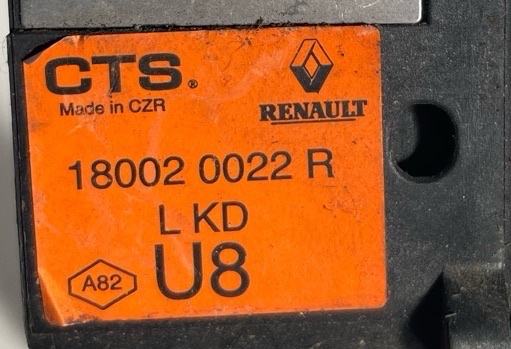 CTS®
Made in CZR
RENAULT
18002 0022 R
L KD
U8
A82